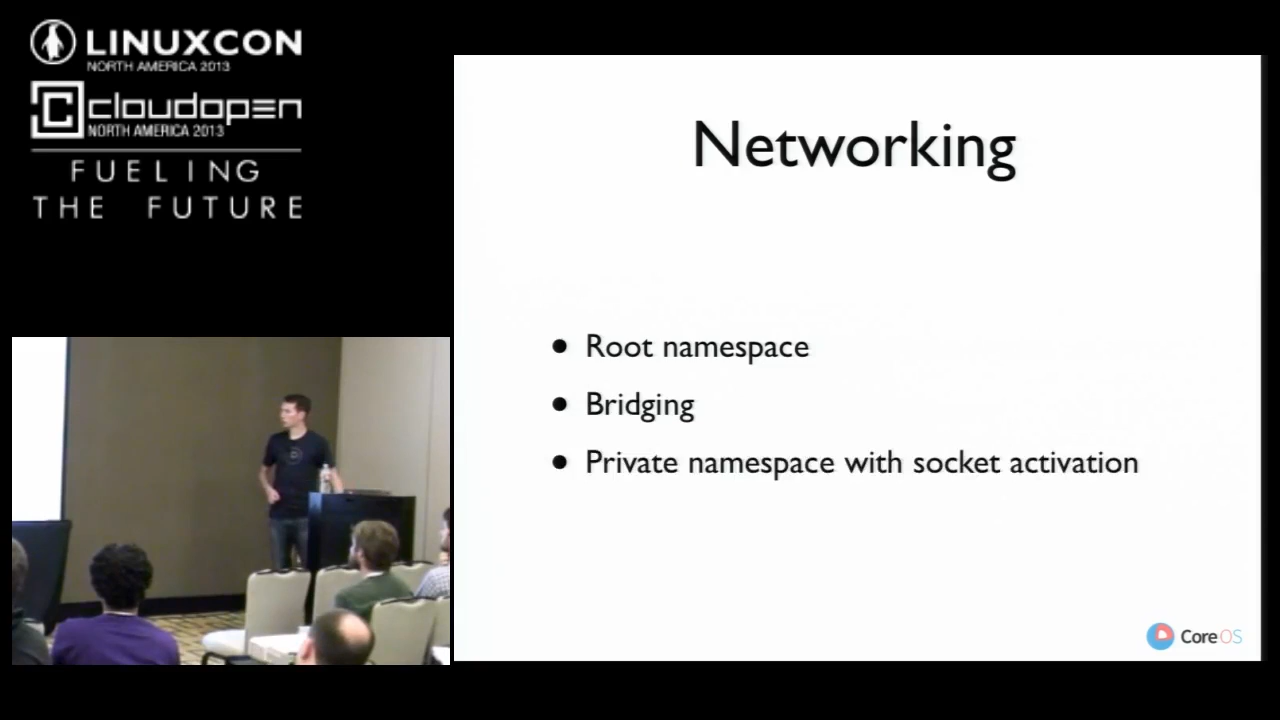 LINUXCON
NORTH AMERICA 2013
cloudopen
NORTH AMERICA 2013
FUELING
THE FUTURE
Networking
• Root namespace
• Bridging
• Private namespace with socket activation
CoreOS